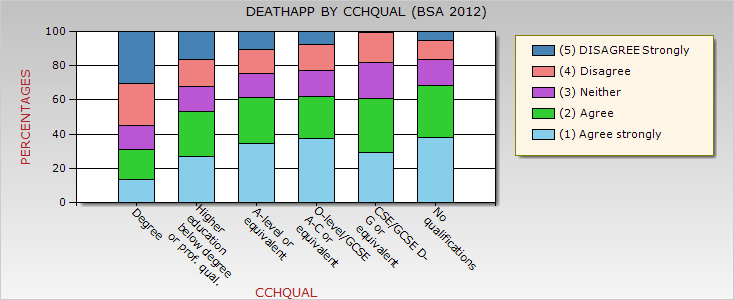 DEATHAPP BY CCHQUAL (BSA 2012)
PERCENTAGES
100
80
60
40
20
0
Degree
Higher
education
below degree
or prof. qual.
A-level or
equivalent
O-level/GCSE
A-C or
equivalent
CSE/GCSE D-
G or
equivalent
No
qualifications
CCHQUAL
(5) DISAGREE Strongly
(4) Disagree
(3) Neither
(2) Agree
(1) Agree strongly